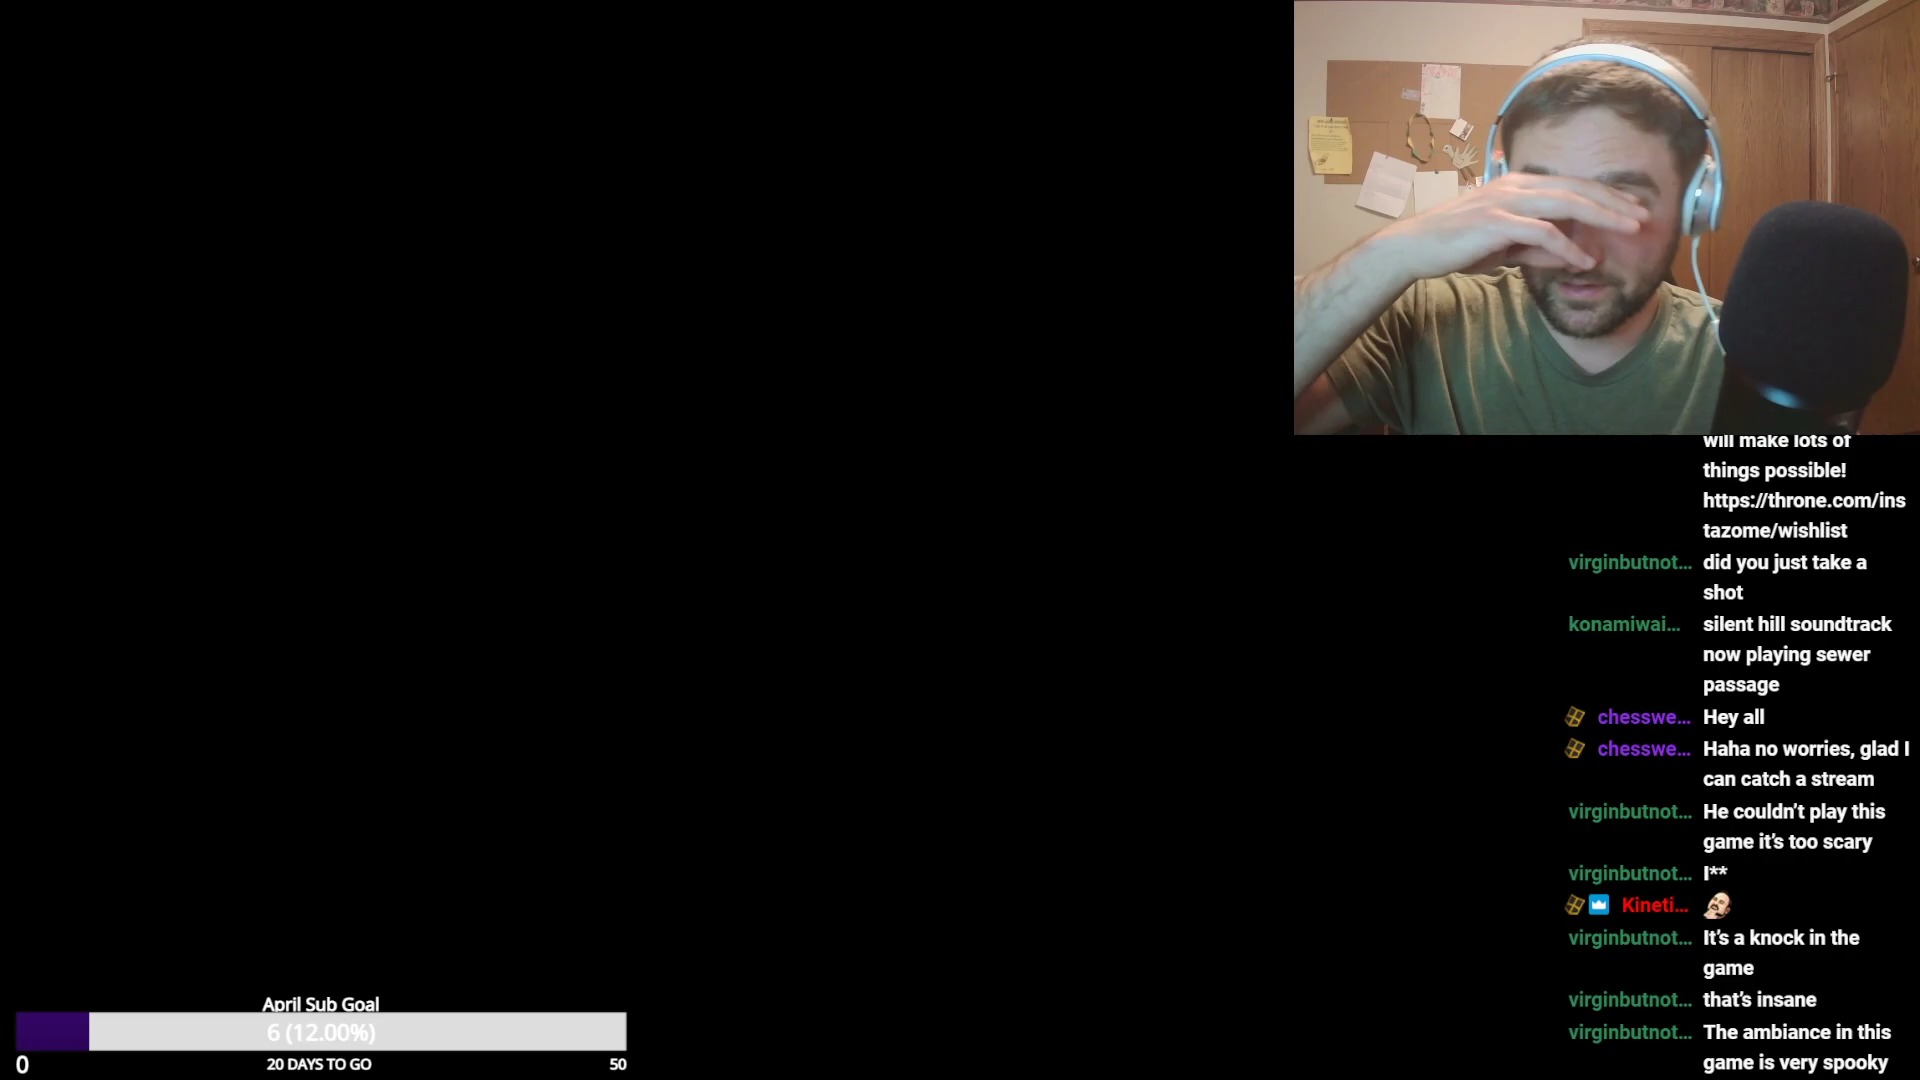 will make lots of
things possible!
https://throne.com/ins
tazome/wishlist
virginbutnot... did you just take a
shot
konamiwai... silent hill soundtrack
now playing sewer
passage
chesswe... Hey all
chesswe... Haha no worries, glad I
can catch a stream
virginbutnot... He couldn't play this
game it's too scary
virginbutnot... I**
Kineti...
virginbutnot... It's a knock in the
game
virginbutnot... that's insane
virginbutnot... The ambiance in this
game is very spooky
April Sub Goal
6 (12.00%)
0 20 DAYS TO GO 50